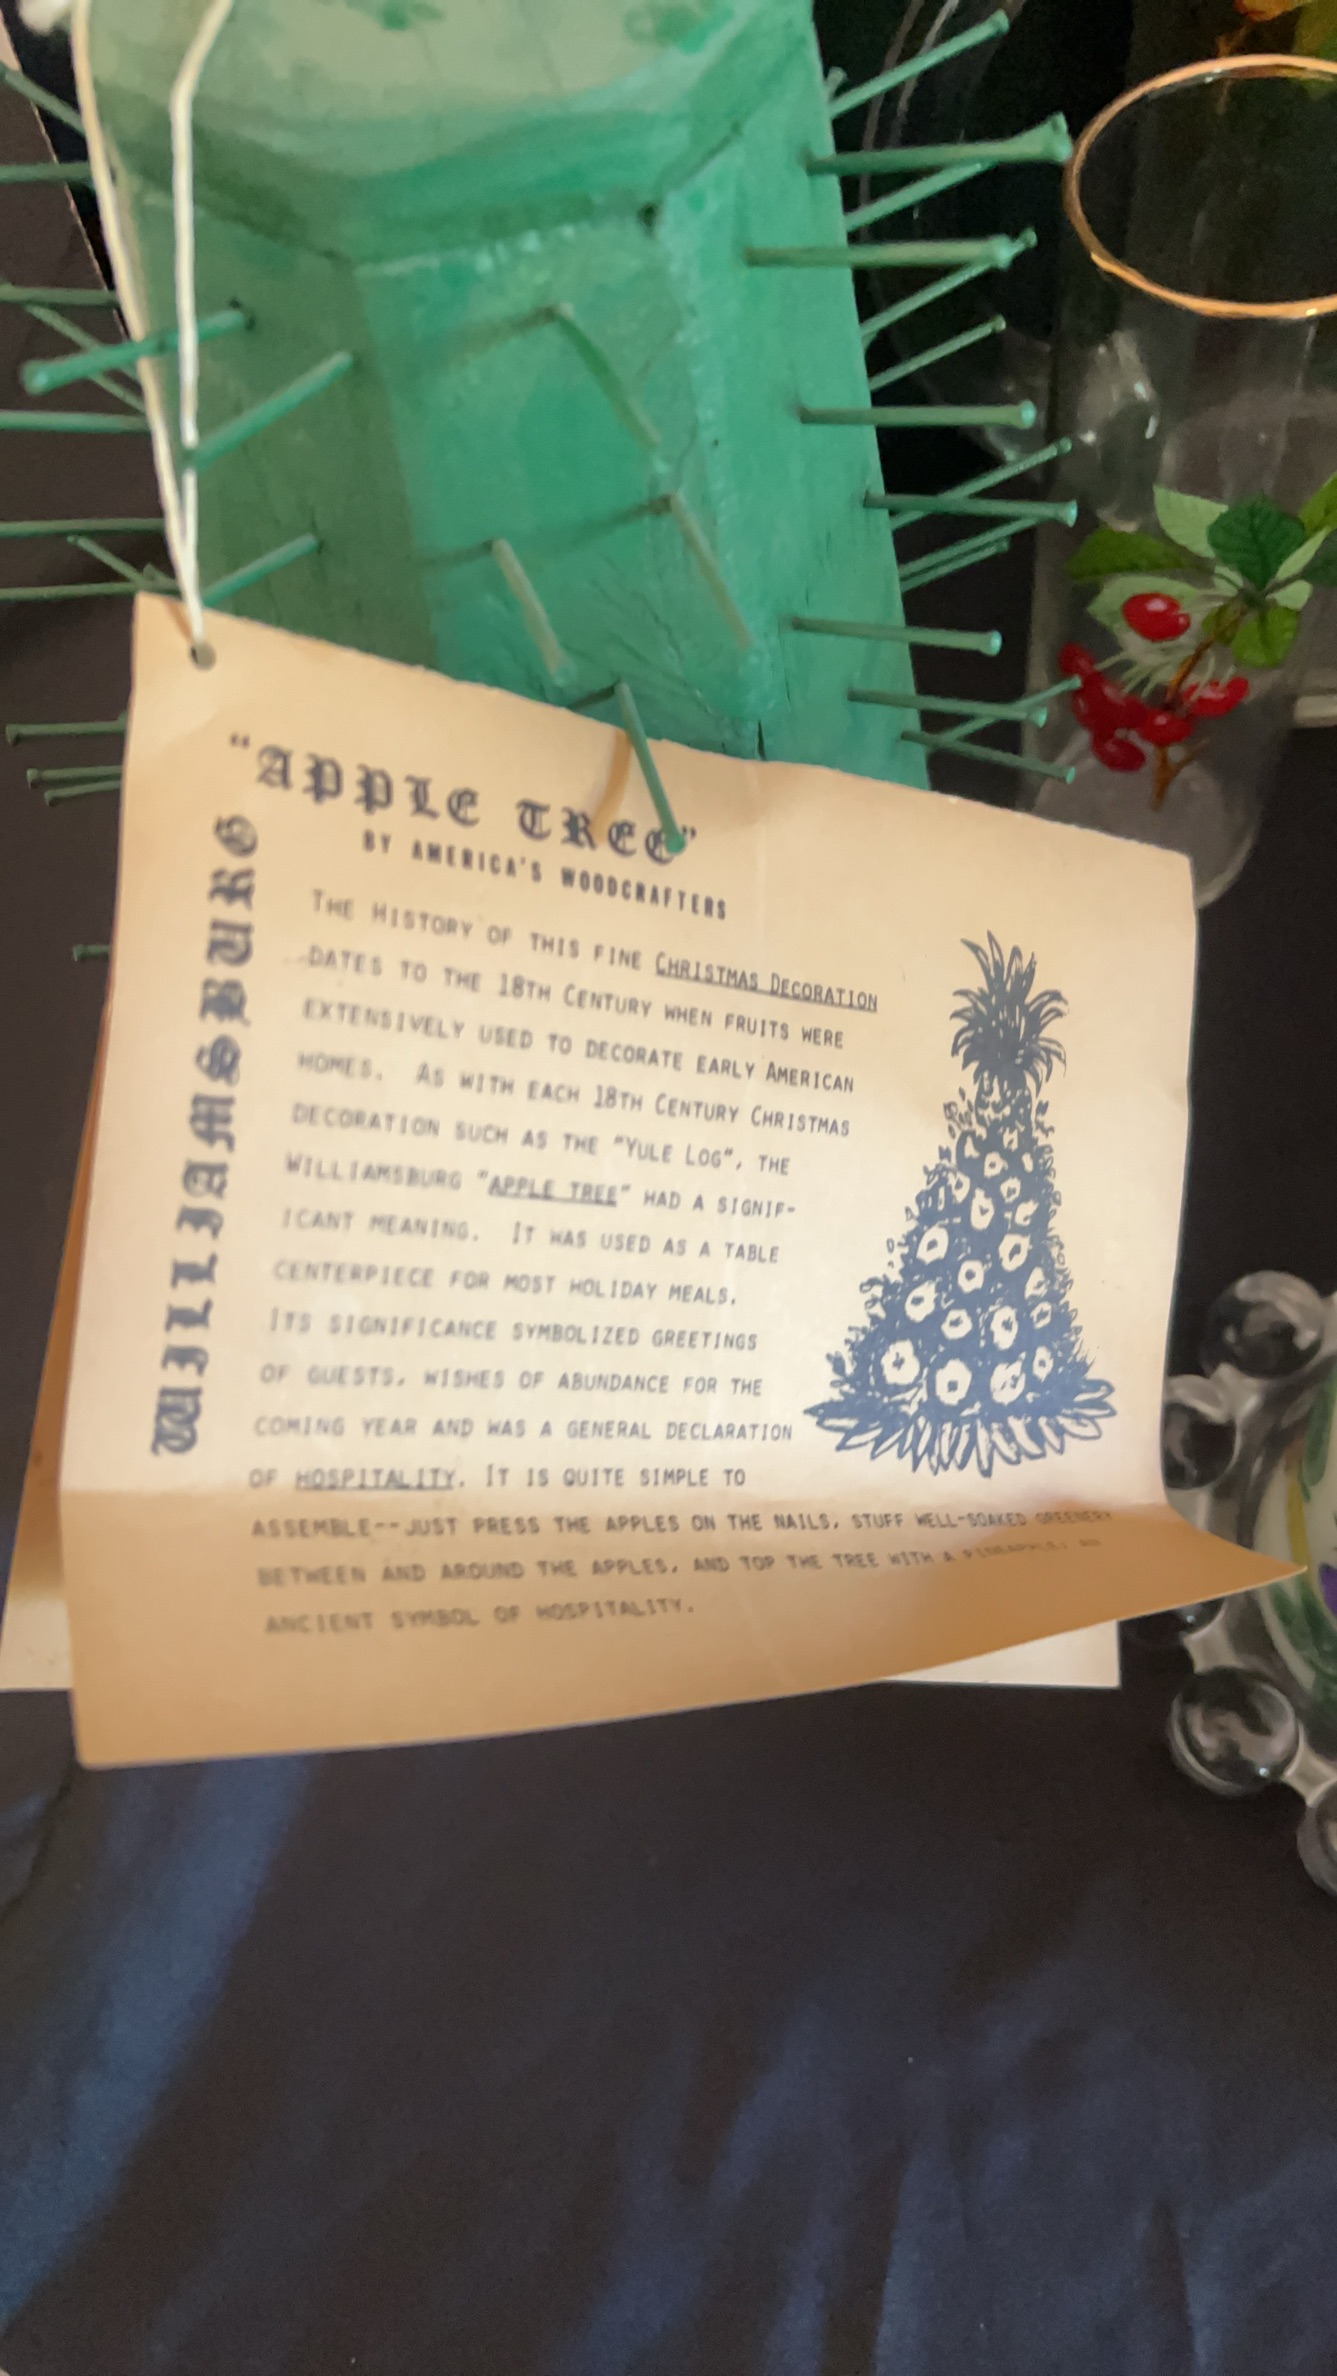 "APPLE TREE"
BY AMERICA'S WOODCRAFTERS
WILLIAMSBURG
THE HISTORY OF THIS FINE CHRISTMAS DECORATION
DATES TO THE 18TH CENTURY WHEN FRUITS WERE
EXTENSIVELY USED TO DECORATE EARLY AMERICAN
HOMES. AS WITH EACH 18TH CENTURY CHRISTMAS
DECORATION SUCH AS THE "YULE LOG", THE
WILLIAMSBURG "APPLE TREE" HAD A SIGNIF-
ICANT MEANING. IT WAS USED AS A TABLE
CENTERPIECE FOR MOST HOLIDAY MEALS.
ITS SIGNIFICANCE SYMBOLIZED GREETINGS
OF GUESTS, WISHES OF ABUNDANCE FOR THE
COMING YEAR AND WAS A GENERAL DECLARATION
OF HOSPITALITY. IT IS QUITE SIMPLE TO
ASSEMBLE--JUST PRESS THE APPLES ON THE NAILS, STUFF WELL-SOAKED GREENERY
BETWEEN AND AROUND THE APPLES, AND TOP THE TREE WITH A PINEAPPLE, AN
ANCIENT SYMBOL OF HOSPITALITY.